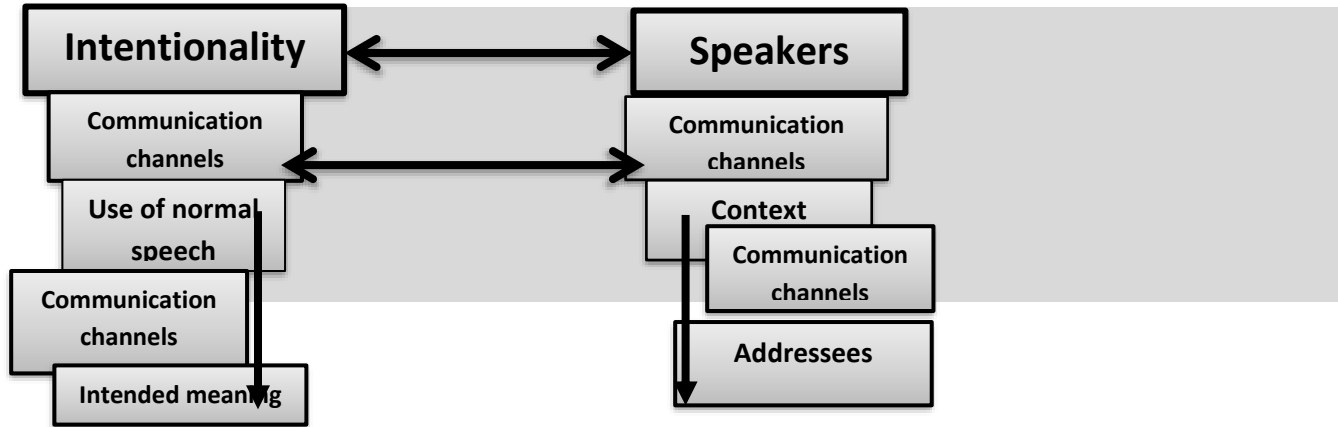 Intentionality
Communication
channels
Use of normal
speech
Communication
channels
Intended meaning
Speakers
Communication
channels
Context
Communication
channels
Addressees